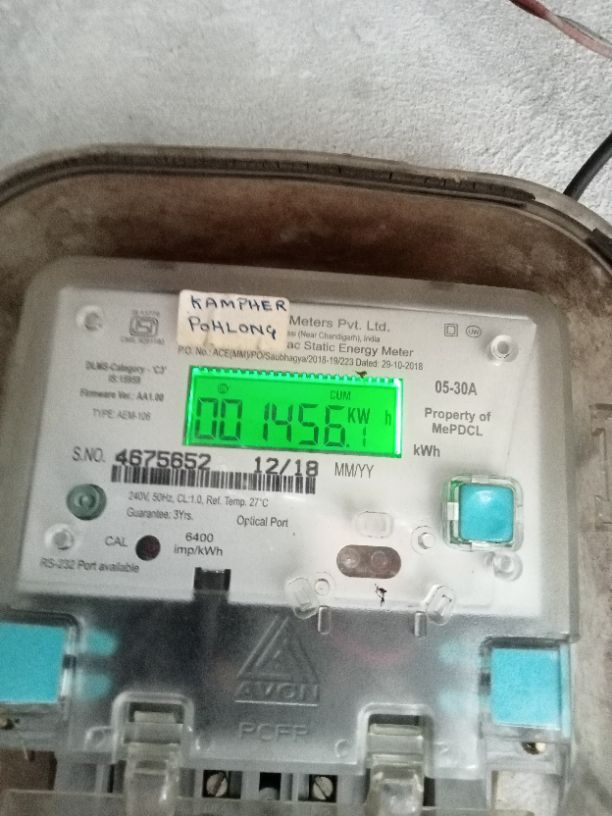 KAMPHER
POHLONG
Meters Pvt. Ltd.
(Near Chandigarh), India
ac Static Energy Meter
P.O. No.: ACE(MM)/PO/Saubhagya/2018-19/223 Dated: 29-10-2018
DLMS-Category - 'C3'
IS:15959
Firmware Ver.: AA1.00
TYPE: AEM-106
CUM
001456.1 KW h
05-30A
Property of
MePDCL
kWh
S.NO. 4675652 12/18 MM/YY
240V, 50Hz, CL:1.0, Ref. Temp. 27°C
Guarantee: 3Yrs.
Optical Port
CAL
6400
imp/kWh
RS-232 Port available
AVON